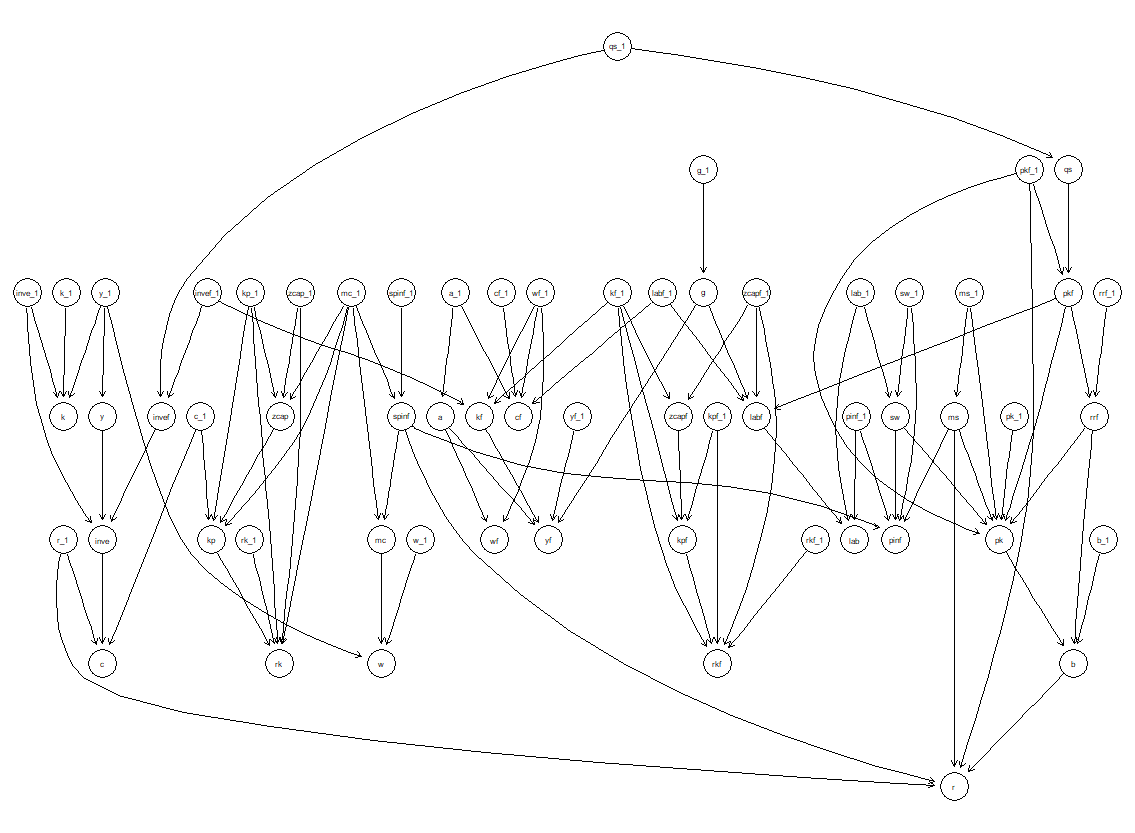 qs_1
g_1 pkf_1 qs
inve_1 k_1 y_1 invef_1 kp_1 zcap_1 mc_1 spinf_1 a_1 cf_1 wf_1 kf_1 labf_1 g zcapf_1 lab_1 sw_1 ms_1 pkf rrf_1
k y invef c_1 zcap spinf a kf cf yf_1 zcapf kpf_1 labf pinf_1 sw ms pk_1 rrf
r_1 inve kp rk_1 mc w_1 wf yf kpf rkf_1 lab pinf pk b_1
c rk w rkf b
r